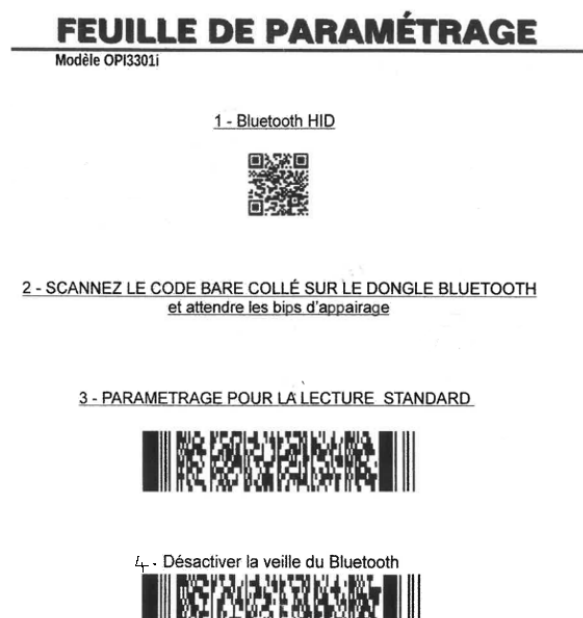 FEUILLE DE PARAMÉTRAGE
Modèle OPI3301i
1 - Bluetooth HID
2 - SCANNEZ LE CODE BARE COLLÉ SUR LE DONGLE BLUETOOTH
et attendre les bips d'appairage
3 - PARAMETRAGE POUR LA LECTURE STANDARD
4. Désactiver la veille du Bluetooth